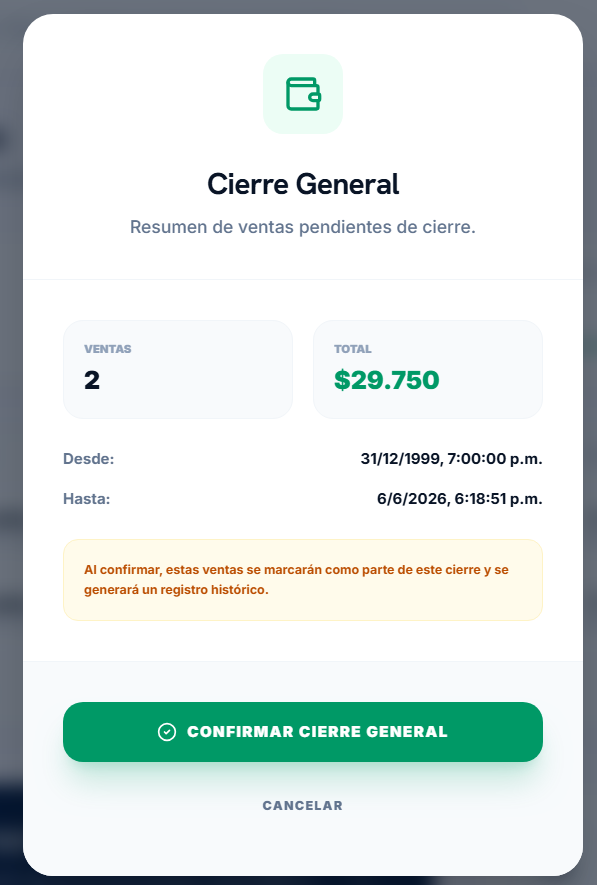 Cierre General
Resumen de ventas pendientes de cierre.
VENTAS
2
TOTAL
$29.750
Desde:
31/12/1999, 7:00:00 p.m.
Hasta:
6/6/2026, 6:18:51 p.m.
Al confirmar, estas ventas se marcarán como parte de este cierre y se
generará un registro histórico.
CONFIRMAR CIERRE GENERAL
CANCELAR